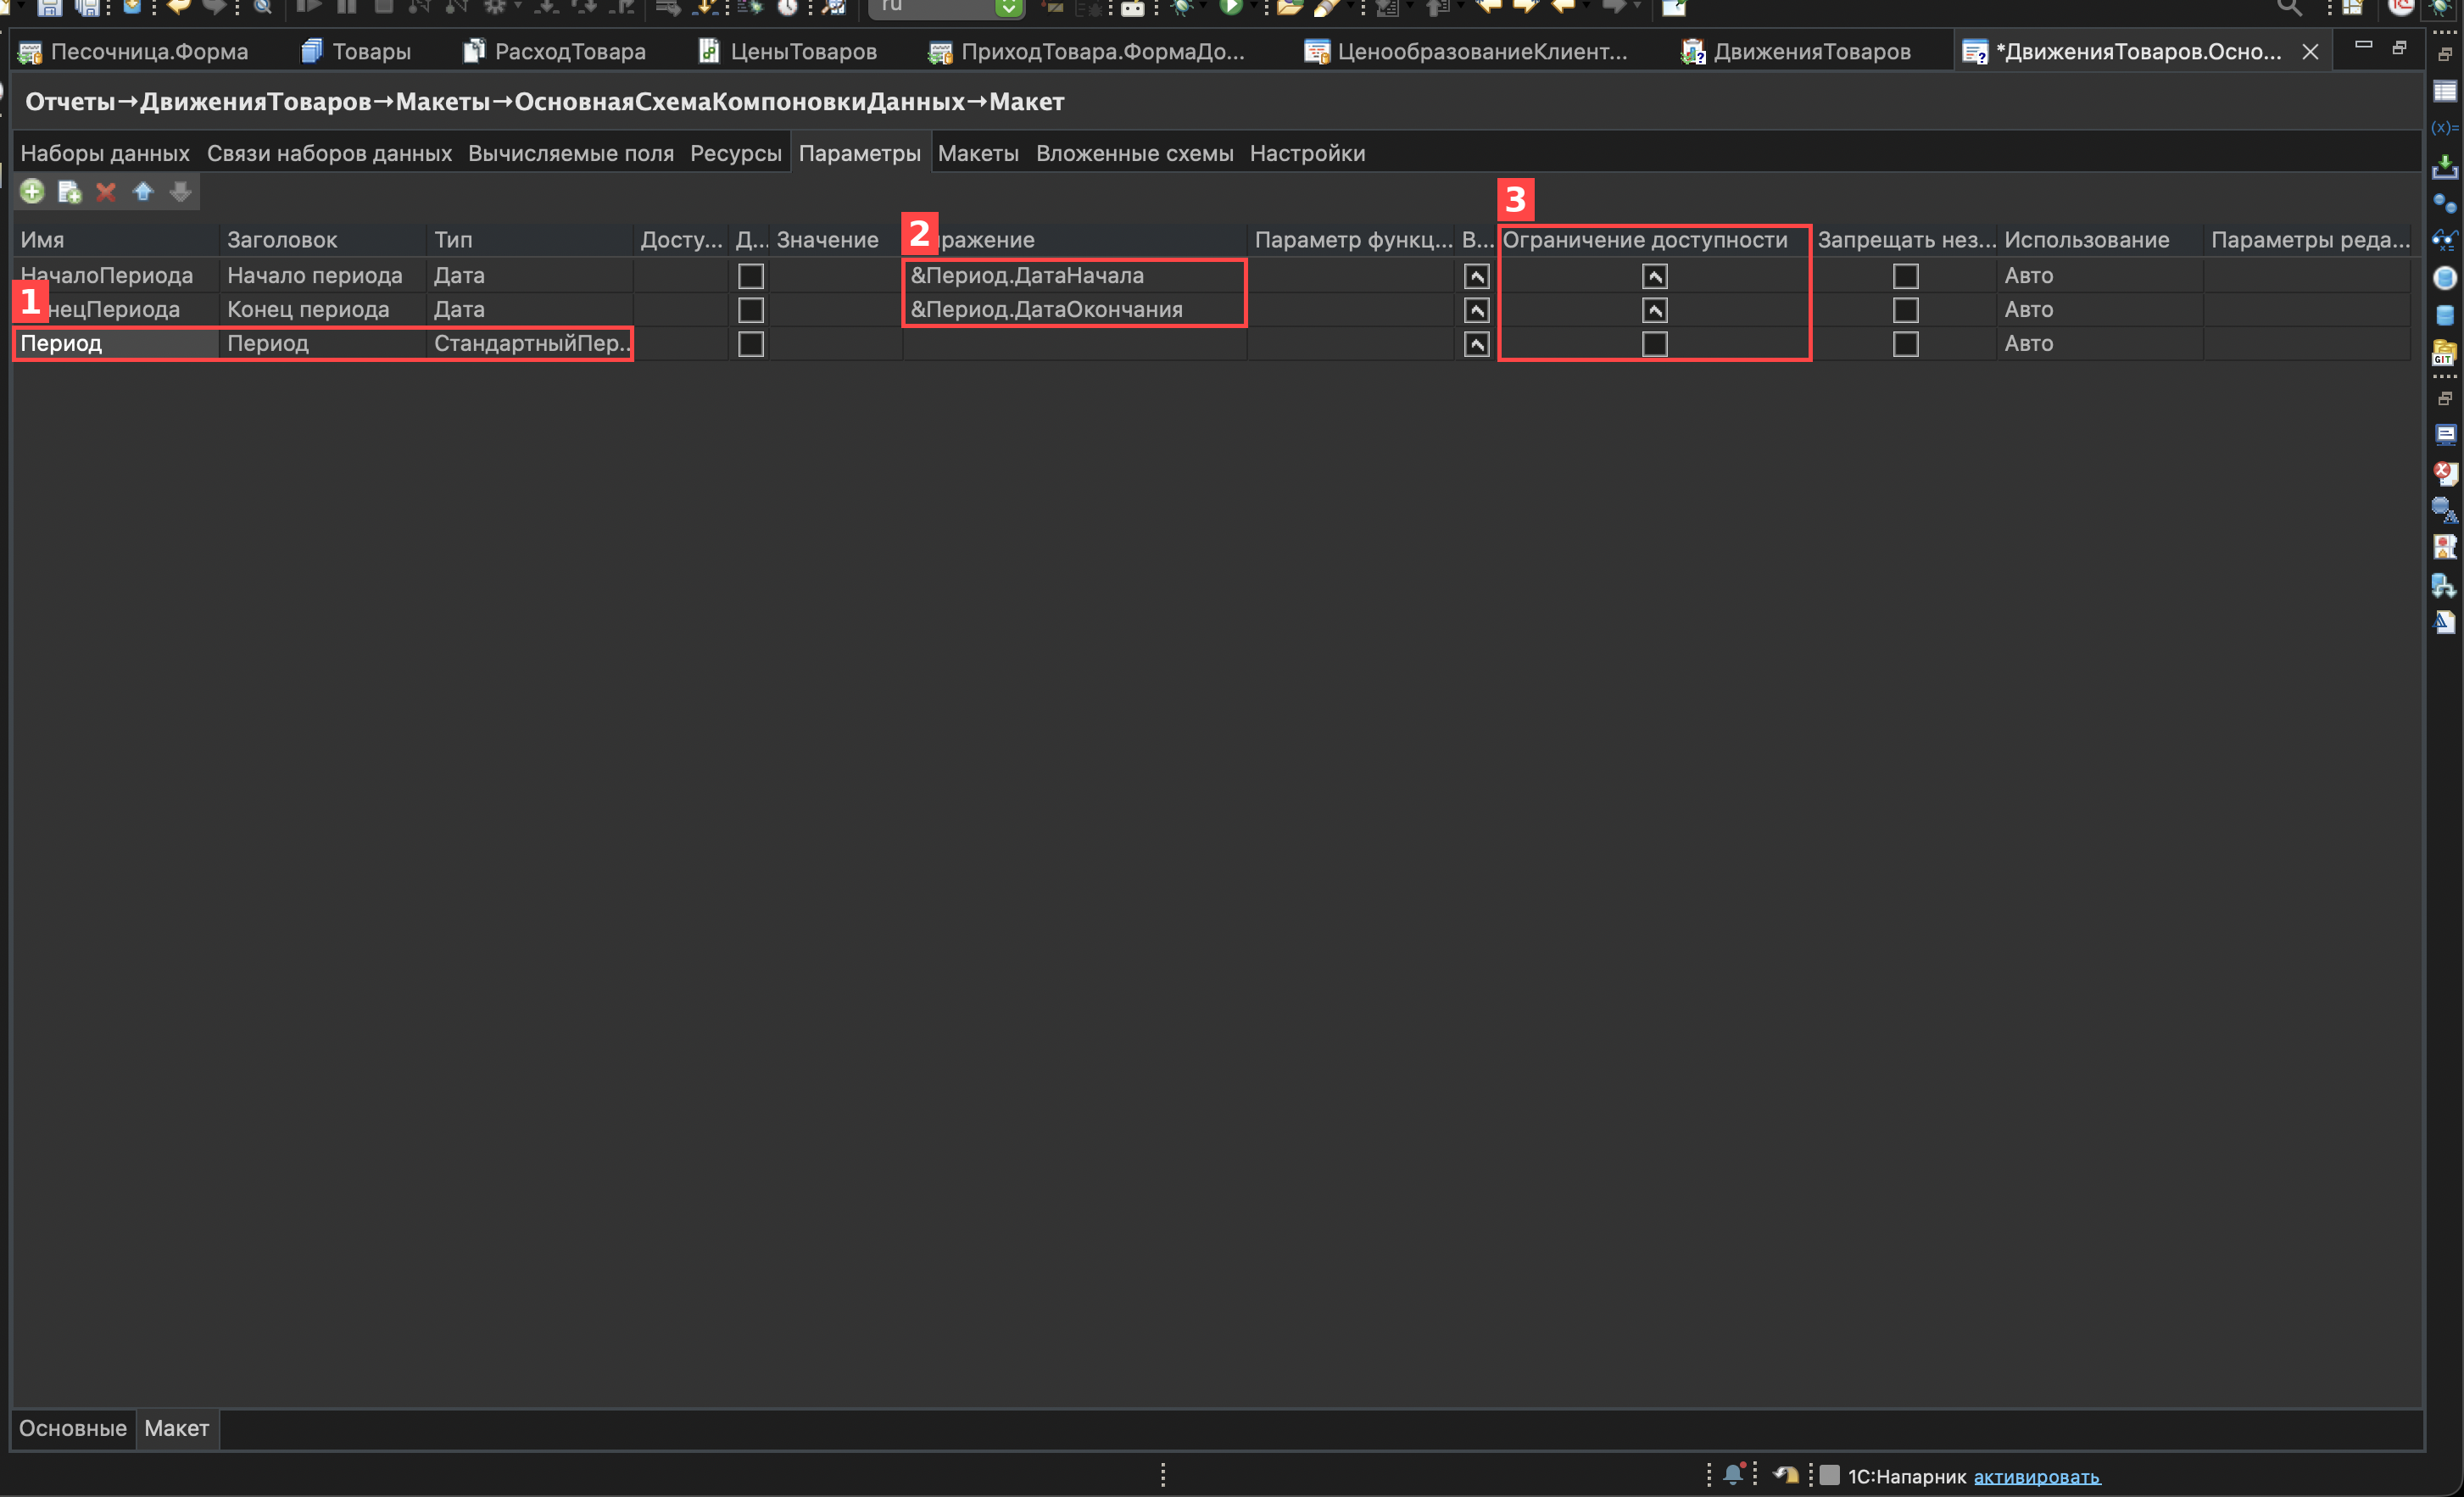 ru
Песочница.Форма Товары РасходТовара ЦеныТоваров ПриходТовара.ФормаДо... ЦенообразованиеКлиент... ДвиженияТоваров *ДвиженияТоваров.Осно...
Отчеты→ДвиженияТоваров→Макеты→ОсновнаяСхемаКомпоновкиДанных→Макет
Наборы данных Связи наборов данных Вычисляемые поля Ресурсы Параметры Макеты Вложенные схемы Настройки
3
2
Имя Заголовок Тип Досту... Д... Значение ражение Параметр функц... В... Ограничение доступности Запрещать нез... Использование Параметры реда...
НачалоПериода Начало периода Дата &Период.ДатаНачала Авто
1
нецПериода Конец периода Дата &Период.ДатаОкончания Авто
Период Период СтандартныйПер.. Авто
(x)=
GIT
Основные Макет
1С:Напарник активировать